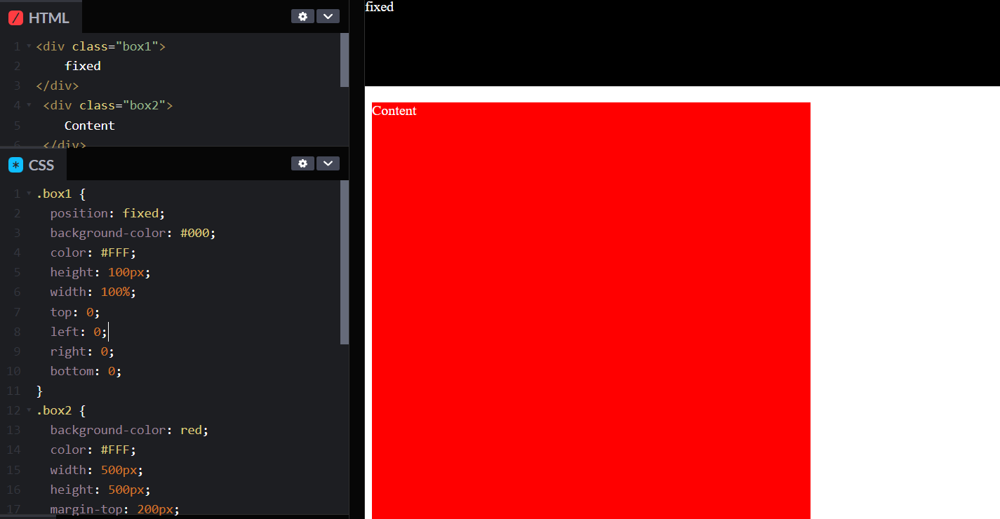 HTML
1 <div class="box1">
2 fixed
3 </div>
4 <div class="box2">
5 Content
6 </div>
CSS
1 .box1 {
2 position: fixed;
3 background-color: #000;
4 color: #FFF;
5 height: 100px;
6 width: 100%;
7 top: 0;
8 left: 0;
9 right: 0;
10 bottom: 0;
11 }
12 .box2 {
13 background-color: red;
14 color: #FFF;
15 width: 500px;
16 height: 500px;
17 margin-top: 200px;
fixed
Content